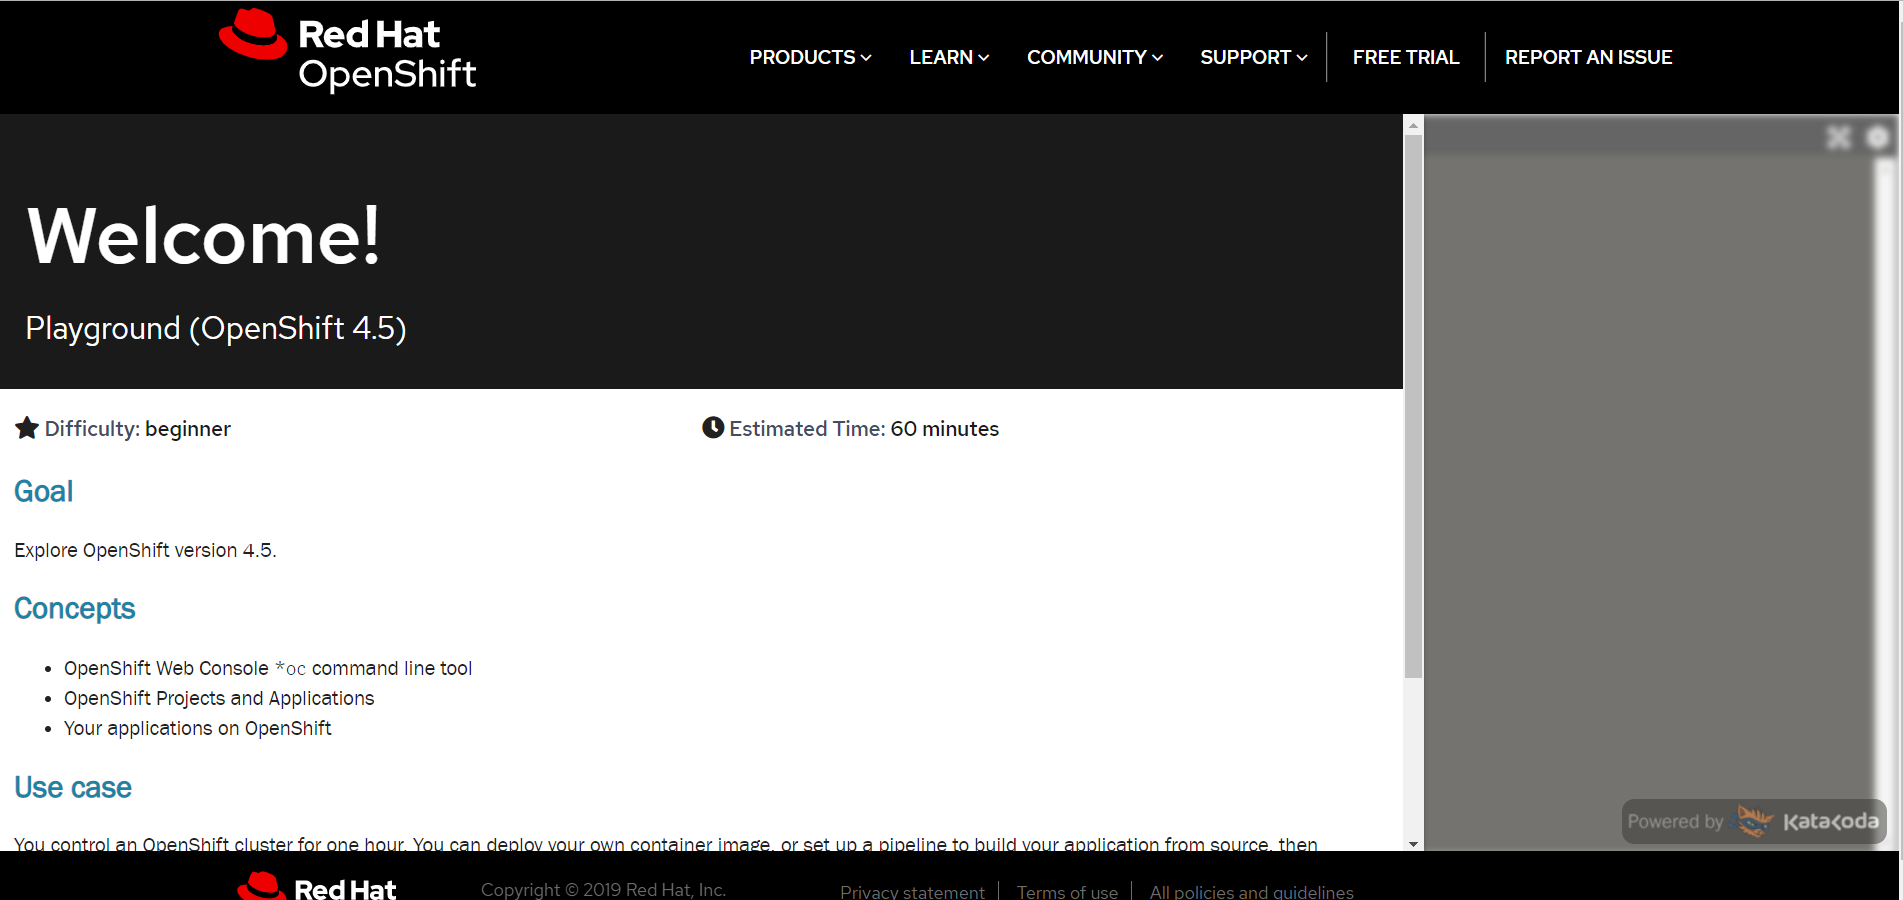 Red Hat
OpenShift
PRODUCTS LEARN COMMUNITY SUPPORT FREE TRIAL REPORT AN ISSUE
Welcome!
Playground (OpenShift 4.5)
Difficulty: beginner
Estimated Time: 60 minutes
Goal
Explore OpenShift version 4.5.
Concepts
• OpenShift Web Console *oc command line tool
• OpenShift Projects and Applications
• Your applications on OpenShift
Use case
You control an OpenShift cluster for one hour. You can deploy your own container image, or set up a pipeline to build your application from source, then
Powered by Katacoda
Red Hat
Copyright © 2019 Red Hat, Inc.
Privacy statement
Terms of use
All policies and guidelines